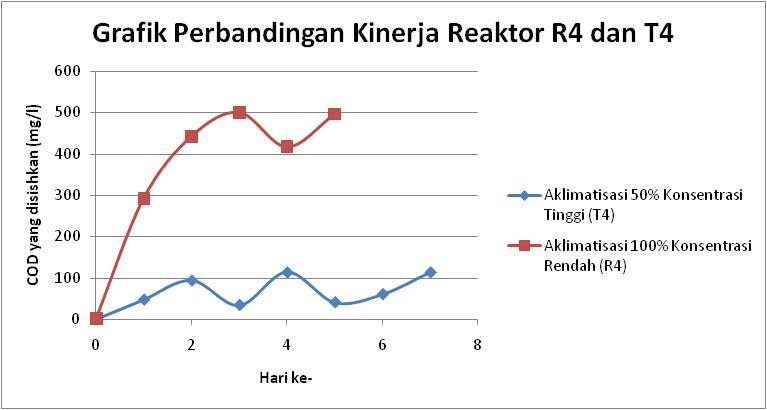 Grafik Perbandingan Kinerja Reaktor R4 dan T4
COD yang disishkan (mg/l)
600
500
400
300
200
100
0
0
2
4
6
8
Hari ke-
Aklimatisasi 50% Konsentrasi
Tinggi (T4)
Aklimatisasi 100% Konsentrasi
Rendah (R4)